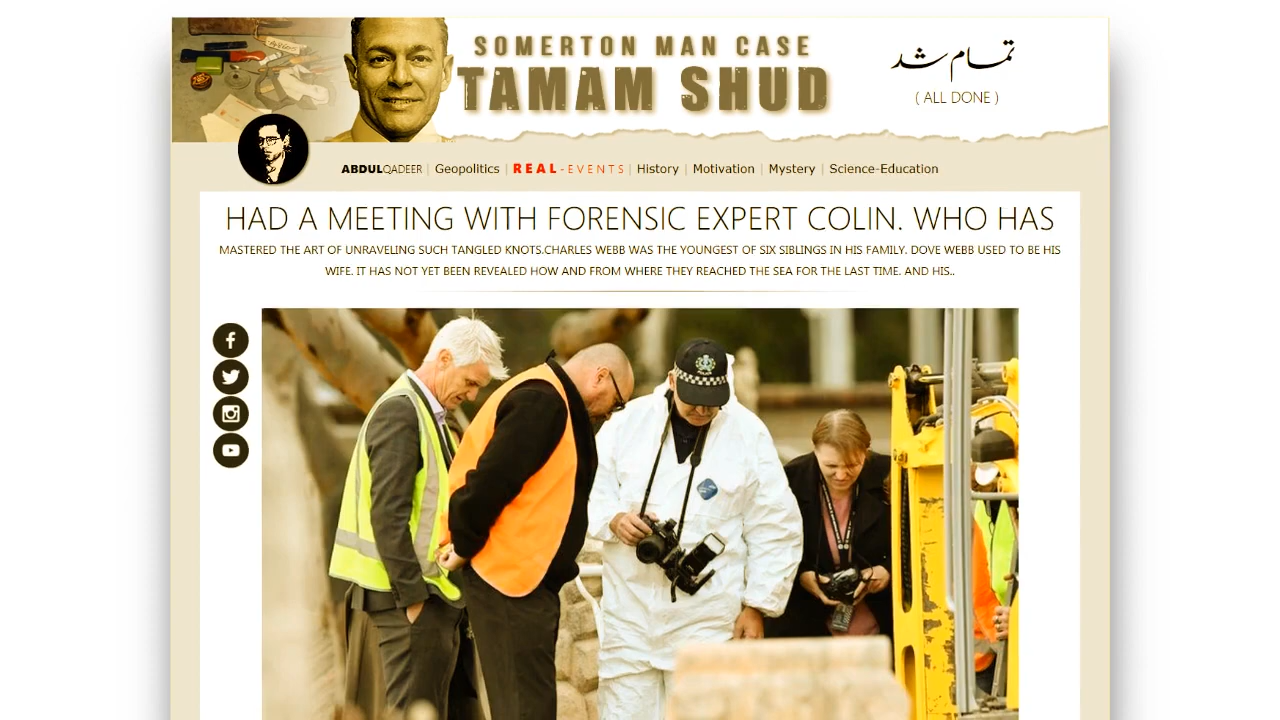 SOMERTON MAN CASE
TAMAM SHUD
تمام شد
( ALL DONE )
ABDULQADEER | Geopolitics | REAL-EVENTS | History | Motivation | Mystery | Science-Education
HAD A MEETING WITH FORENSIC EXPERT COLIN. WHO HAS
MASTERED THE ART OF UNRAVELING SUCH TANGLED KNOTS.CHARLES WEBB WAS THE YOUNGEST OF SIX SIBLINGS IN HIS FAMILY. DOVE WEBB USED TO BE HIS
WIFE. IT HAS NOT YET BEEN REVEALED HOW AND FROM WHERE THEY REACHED THE SEA FOR THE LAST TIME. AND HIS..
POLICE